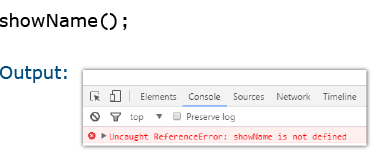 showName();
Output:
Elements Console Sources Network Timeline
top Preserve log
Uncaught ReferenceError: showName is not defined